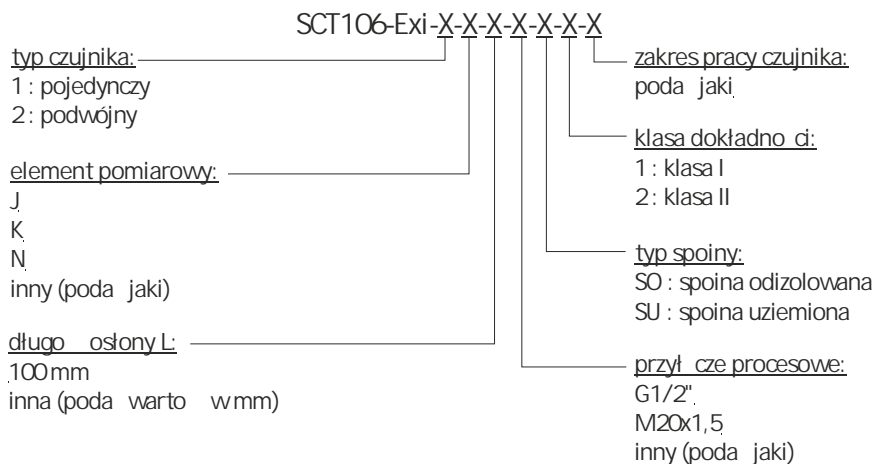 SCT106-Exi-X-X-X-X-X-X-X
typ czujnika:
1 : pojedynczy
2 : podwójny
element pomiarowy:
J
K
N
inny (poda jaki)
długo osłony L:
100 mm
inna (poda warto w mm)
zakres pracy czujnika:
poda jaki
klasa dokładno ci:
1 : klasa I
2 : klasa II
typ spoiny:
SO : spoina odizolowana
SU : spoina uziemiona
przył cze procesowe:
G1/2"
M20x1,5
inny (poda jaki)